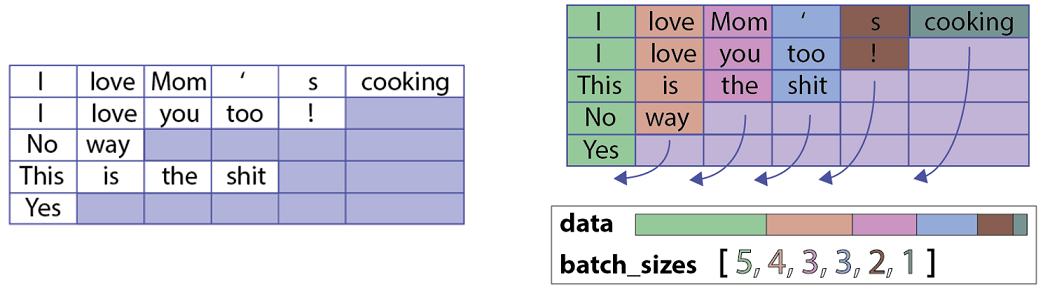 I love Mom ‘ s cooking
I love you too !
No way
This is the shit
Yes
I love Mom ‘ s cooking
I love you too !
This is the shit
No way
Yes
data
batch_sizes [ 5, 4, 3, 3, 2, 1 ]